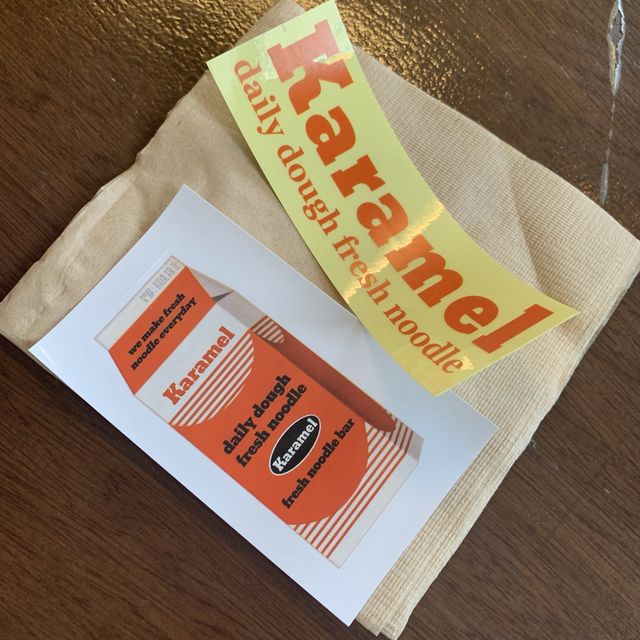 Karamel
daily dough fresh noodle
we make fresh
noodle everyday
Karamel
daily dough
fresh noodle
Karamel
fresh noodle bar